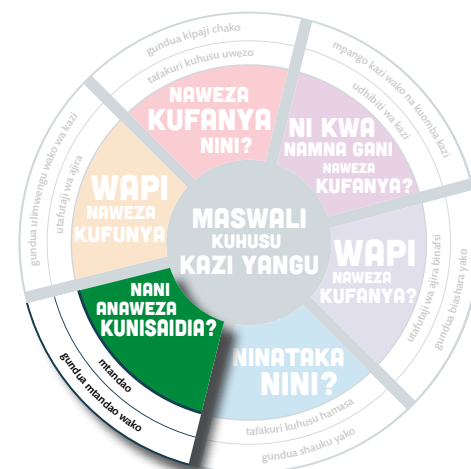 gundua kipaji chako
tafakuri kuhusu uwezo
NAWEZA
KUFANYA
NINI?
mpango kazi wako na kuomba kazi
udhibiti wa kazi
NI KWA
NAMNA GANI
NAWEZA
KUFANYA?
gundua ulimwengu wako wa kazi
utafutaji wa ajira
WAPI
NAWEZA
KUFUNYA
MASWALI
KUHUSU
KAZI YANGU
WAPI
NAWEZA
KUFANYA?
utafutaji wa ajira binafsi
gundua biashara yako
NANI
ANAWEZA
KUNISAIDIA?
mtandao
gundua mtandao wako
NINATAKA
NINI?
tafakuri kuhusu hamasa
gundua shauku yako